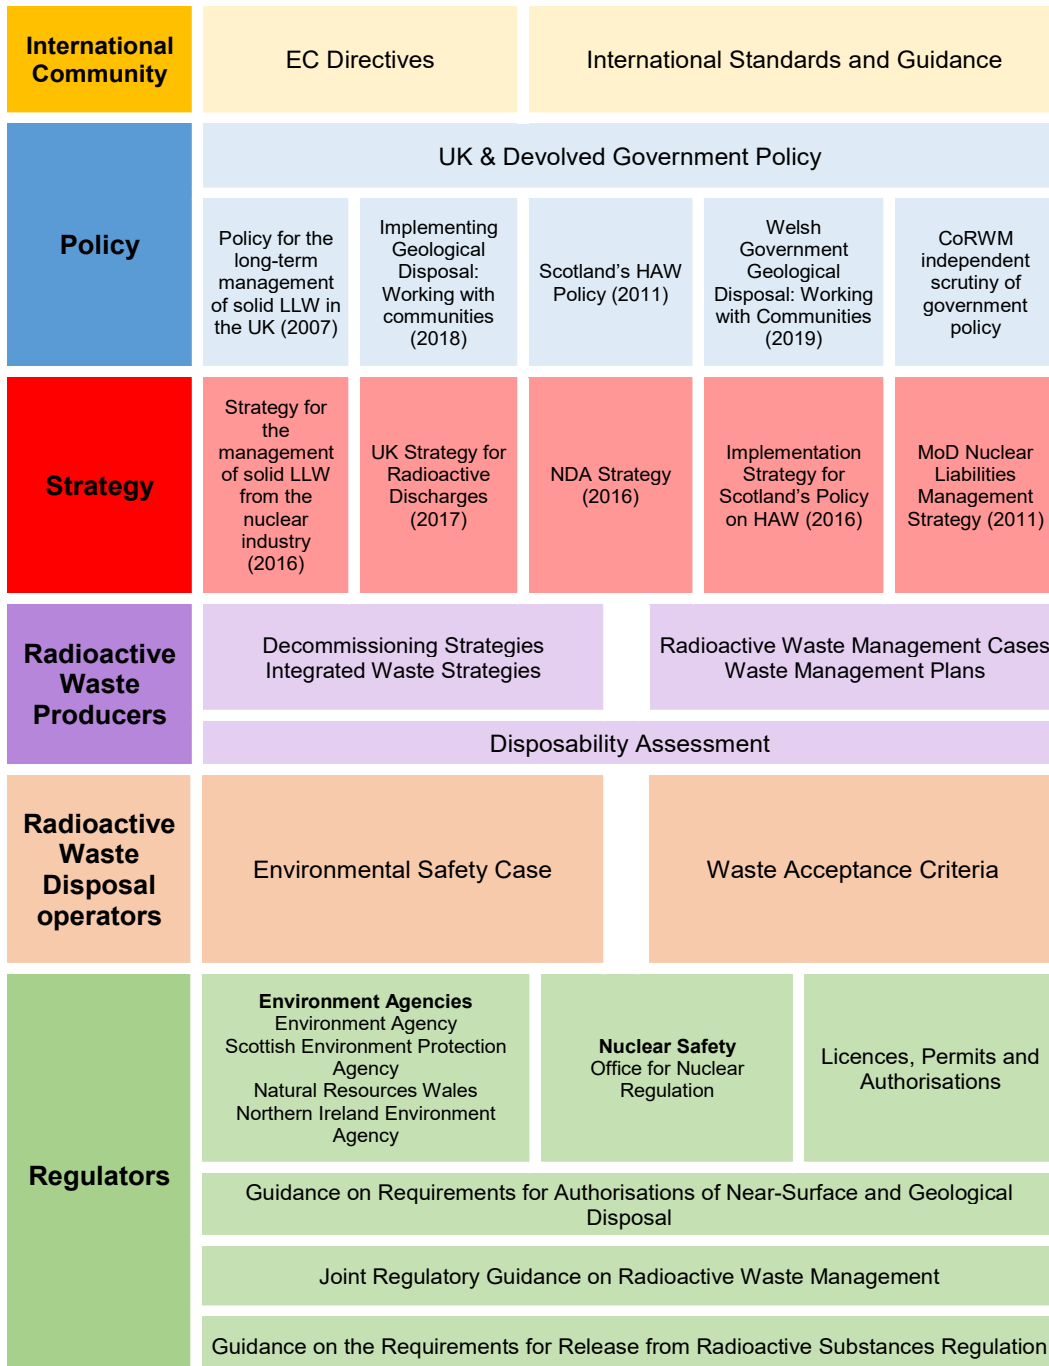 International
Community
EC Directives
International Standards and Guidance
Policy
UK & Devolved Government Policy
Policy for the
long-term
management
of solid LLW in
the UK (2007)
Implementing
Geological
Disposal:
Working with
communities
(2018)
Scotland’s HAW
Policy (2011)
Welsh
Government
Geological
Disposal: Working
with Communities
(2019)
CoRWM
independent
scrutiny of
government
policy
Strategy
Strategy for
the
management
of solid LLW
from the
nuclear
industry
(2016)
UK Strategy for
Radioactive
Discharges
(2017)
NDA Strategy
(2016)
Implementation
Strategy for
Scotland’s Policy
on HAW (2016)
MoD Nuclear
Liabilities
Management
Strategy (2011)
Radioactive
Waste
Producers
Decommissioning Strategies
Integrated Waste Strategies
Radioactive Waste Management Cases
Waste Management Plans
Disposability Assessment
Radioactive
Waste
Disposal
operators
Environmental Safety Case
Waste Acceptance Criteria
Regulators
Environment Agencies
Environment Agency
Scottish Environment Protection
Agency
Natural Resources Wales
Northern Ireland Environment
Agency
Nuclear Safety
Office for Nuclear
Regulation
Licences, Permits and
Authorisations
Guidance on Requirements for Authorisations of Near-Surface and Geological
Disposal
Joint Regulatory Guidance on Radioactive Waste Management
Guidance on the Requirements for Release from Radioactive Substances Regulation